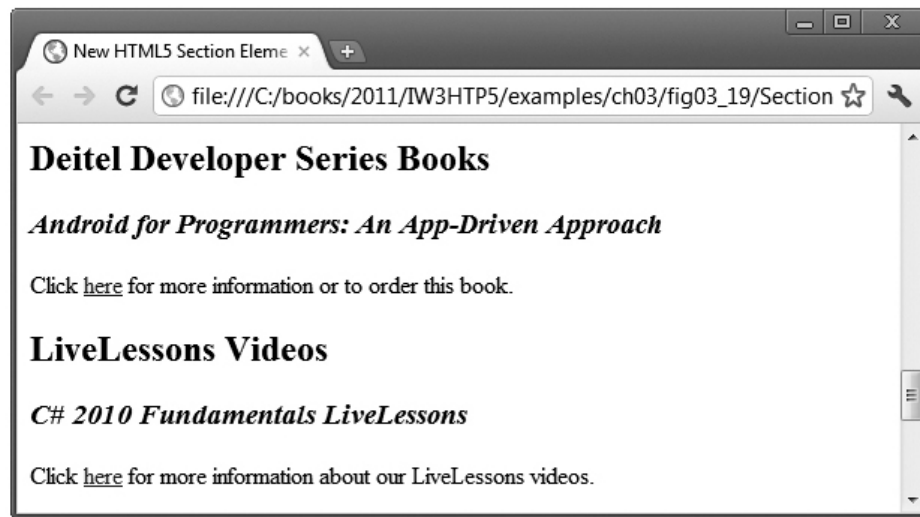 New HTML5 Section Eleme
file:///C:/books/2011/IW3HTP5/examples/ch03/fig03_19/Section
Deitel Developer Series Books
Android for Programmers: An App-Driven Approach
Click here for more information or to order this book.
LiveLessons Videos
C# 2010 Fundamentals LiveLessons
Click here for more information about our LiveLessons videos.